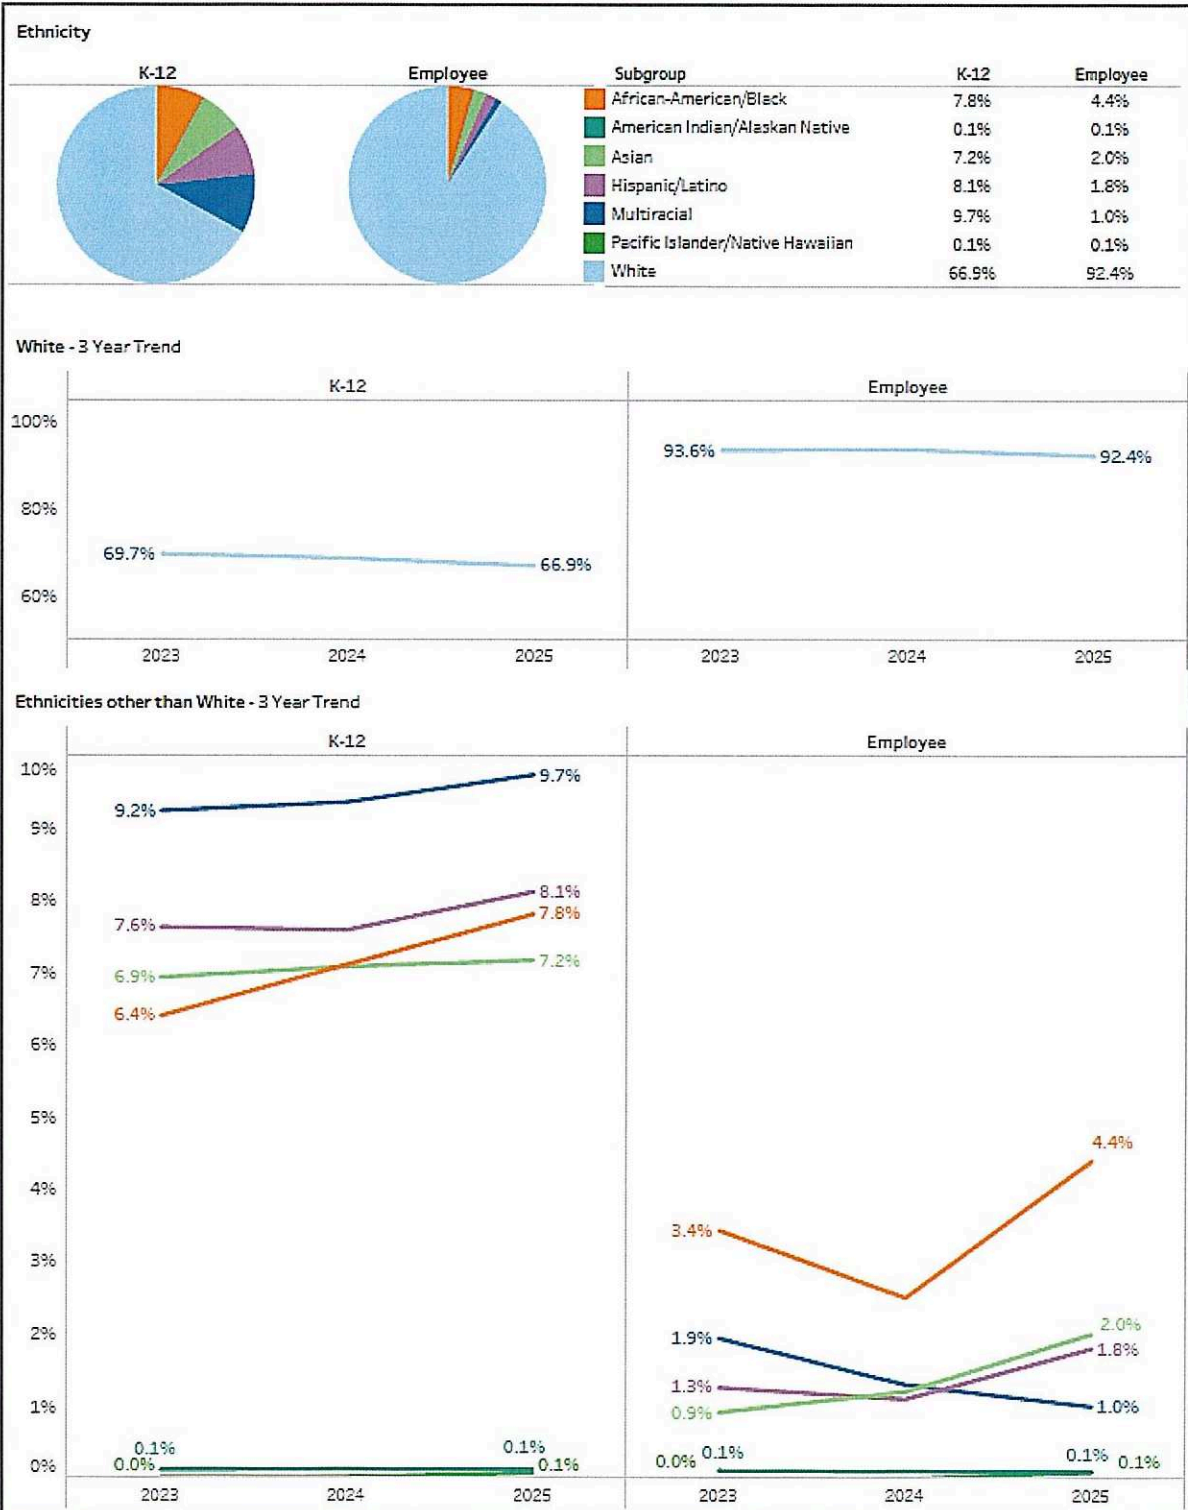 Ethnicity
K-12 Employee Subgroup K-12 Employee
African-American/Black 7.8% 4.4%
American Indian/Alaskan Native 0.1% 0.1%
Asian 7.2% 2.0%
Hispanic/Latino 8.1% 1.8%
Multiracial 9.7% 1.0%
Pacific Islander/Native Hawaiian 0.1% 0.1%
White 66.9% 92.4%
White - 3 Year Trend
K-12 Employee
100%
80%
60%
69.7% 66.9%
93.6% 92.4%
2023 2024 2025 2023 2024 2025
Ethnicities other than White - 3 Year Trend
K-12 Employee
10%
9%
8%
7%
6%
5%
4%
3%
2%
1%
0%
9.2% 9.7%
7.6% 8.1%
7.8%
6.9% 7.2%
6.4%
0.1% 0.1%
0.0% 0.1%
4.4%
3.4%
1.9% 2.0%
1.8%
1.3%
0.9% 1.0%
0.1% 0.1%
0.0% 0.1%
2023 2024 2025 2023 2024 2025